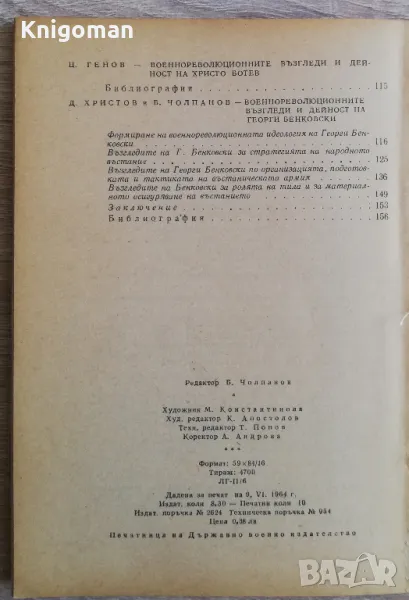 Knigoman
Ц. ГЕНОВ — ВОЕННОРЕВОЛЮЦИОННИТЕ ВЪЗГЛЕДИ И ДЕЙ-
НОСТ НА ХРИСТО БОТЕВ
Библиография 115
Д. ХРИСТОВ и Б. ЧОЛПАНОВ — ВОЕННОРЕВОЛЮЦИОННИТЕ
ВЪЗГЛЕДИ И ДЕЙНОСТ НА
ГЕОРГИ БЕНКОВСКИ
Формиране на военнореволюционната идеология на Георги Бен-
ковски 116
Възгледите на Г. Бенковски за стратегията на народното
въстание 125
Възгледите на Георги Бенковски по организацията, подготов-
ката и тактиката на въстаническата армия 136
Възгледите на Бенковски за ролята на тила и за материал-
ното осигуряване на въстанието 149
Заключение 153
Библиография 156
Редактор Б. Чолпанов
*
Художник М. Константинова
Худ. редактор К. Апостолов
Техн. редактор Т. Попов
Коректор А. Андрова
***
Формат: 59×84/16
Тираж: 4700
ЛГ-II/6
Дадена за печат на 9. VI. 1964 г.
Издат. коли 8,30 — Печатни коли 10
Издат. поръчка № 2624 Техническа поръчка № 984
Цена 0,38 лв
Печатница на Държавно военно издателство
BAZAR